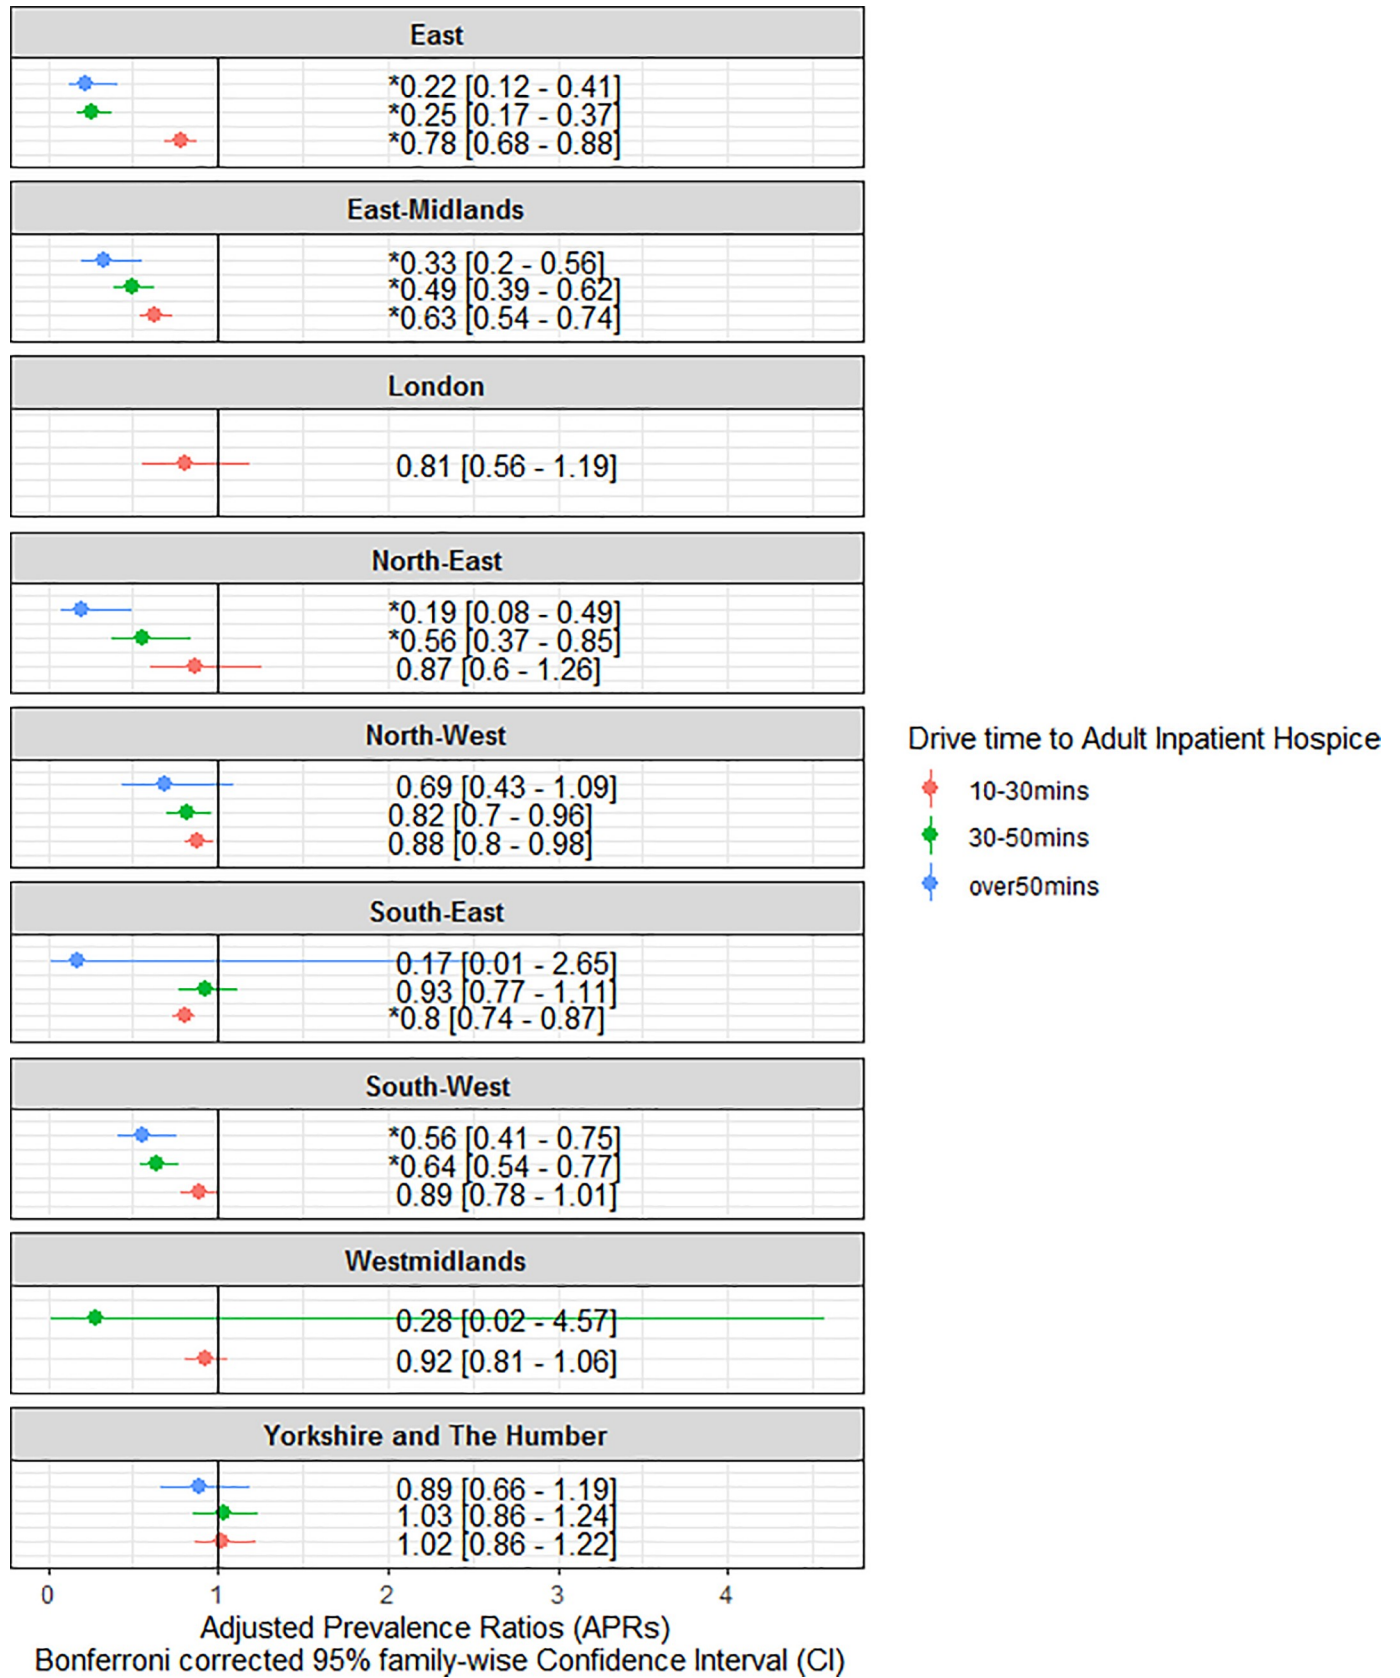 East
*0.22 [0.12 - 0.41]
*0.25 [0.17 - 0.37]
*0.78 [0.68 - 0.88]
East-Midlands
*0.33 [0.2 - 0.56]
*0.49 [0.39 - 0.62]
*0.63 [0.54 - 0.74]
London
0.81 [0.56 - 1.19]
North-East
*0.19 [0.08 - 0.49]
*0.56 [0.37 - 0.85]
0.87 [0.6 - 1.26]
North-West
0.69 [0.43 - 1.09]
0.82 [0.7 - 0.96]
0.88 [0.8 - 0.98]
South-East
0.17 [0.01 - 2.65]
0.93 [0.77 - 1.11]
*0.8 [0.74 - 0.87]
South-West
*0.56 [0.41 - 0.75]
*0.64 [0.54 - 0.77]
0.89 [0.78 - 1.01]
Westmidlands
0.28 [0.02 - 4.57]
0.92 [0.81 - 1.06]
Yorkshire and The Humber
0.89 [0.66 - 1.19]
1.03 [0.86 - 1.24]
1.02 [0.86 - 1.22]
0 1 2 3 4
Adjusted Prevalence Ratios (APRs)
Bonferroni corrected 95% family-wise Confidence Interval (CI)
Drive time to Adult Inpatient Hospice
10-30mins
30-50mins
over50mins